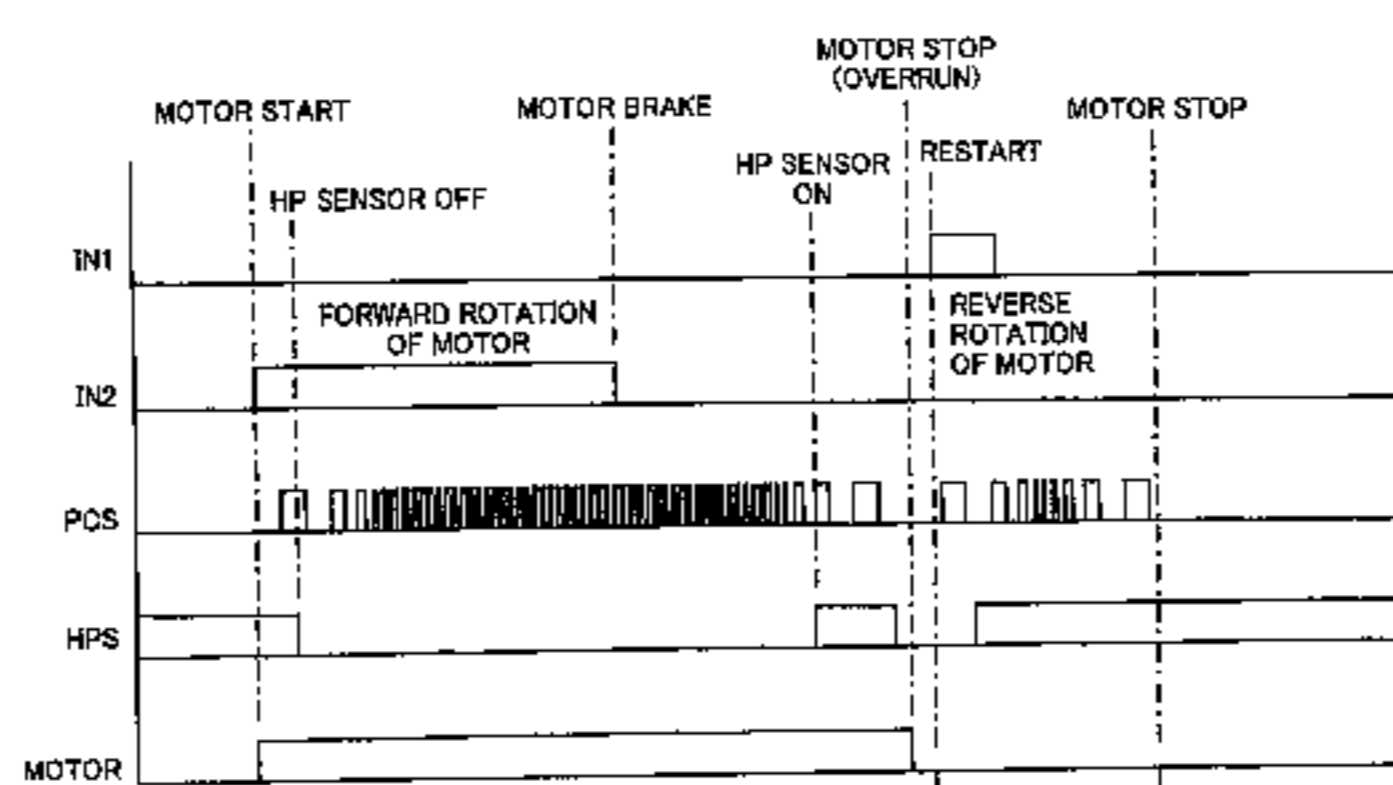 MOTOR STOP
(OVERRUN)
MOTOR START
MOTOR BRAKE
MOTOR STOP
HP SENSOR
ON
RESTART
HP SENSOR OFF
IN1
FORWARD ROTATION
OF MOTOR
REVERSE
ROTATION
OF MOTOR
IN2
PCS
HPS
MOTOR